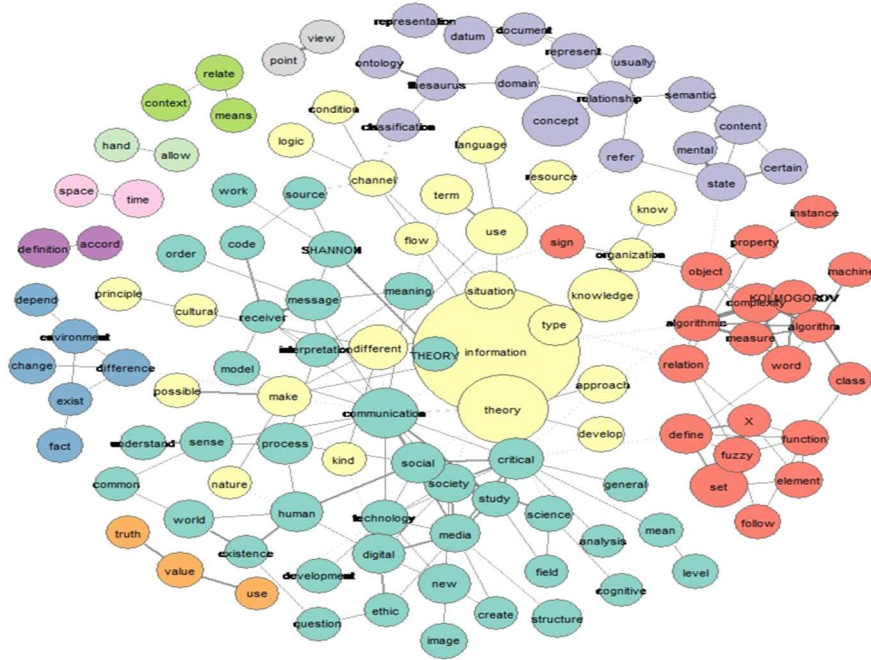 representation
document
view
datum
point
represent
usually
ontology
relate
thesaurus
domain
semantic
context
condition
relationship
means
classification
concept
content
logic
language
hand
mental
allow
channel
refer
certain
resource
state
space
work
source
term
time
know
instance
use
code
flow
sign
property
definition
accord
order
SHANNON
organization
object
machine
depend
principle
message
meaning
situation
knowledge
complexity
KOLMOGOROV
cultural
receiver
type
algorithmic
algorithm
environment
measure
different
information
interpretation
THEORY
change
difference
model
relation
word
class
possible
make
approach
exist
communication
theory
X
fact
understand
sense
process
develop
define
function
kind
social
critical
fuzzy
common
nature
society
general
set
element
study
human
world
technology
science
follow
truth
existence
media
analysis
mean
digital
value
development
new
field
level
use
cognitive
question
ethic
create
structure
image